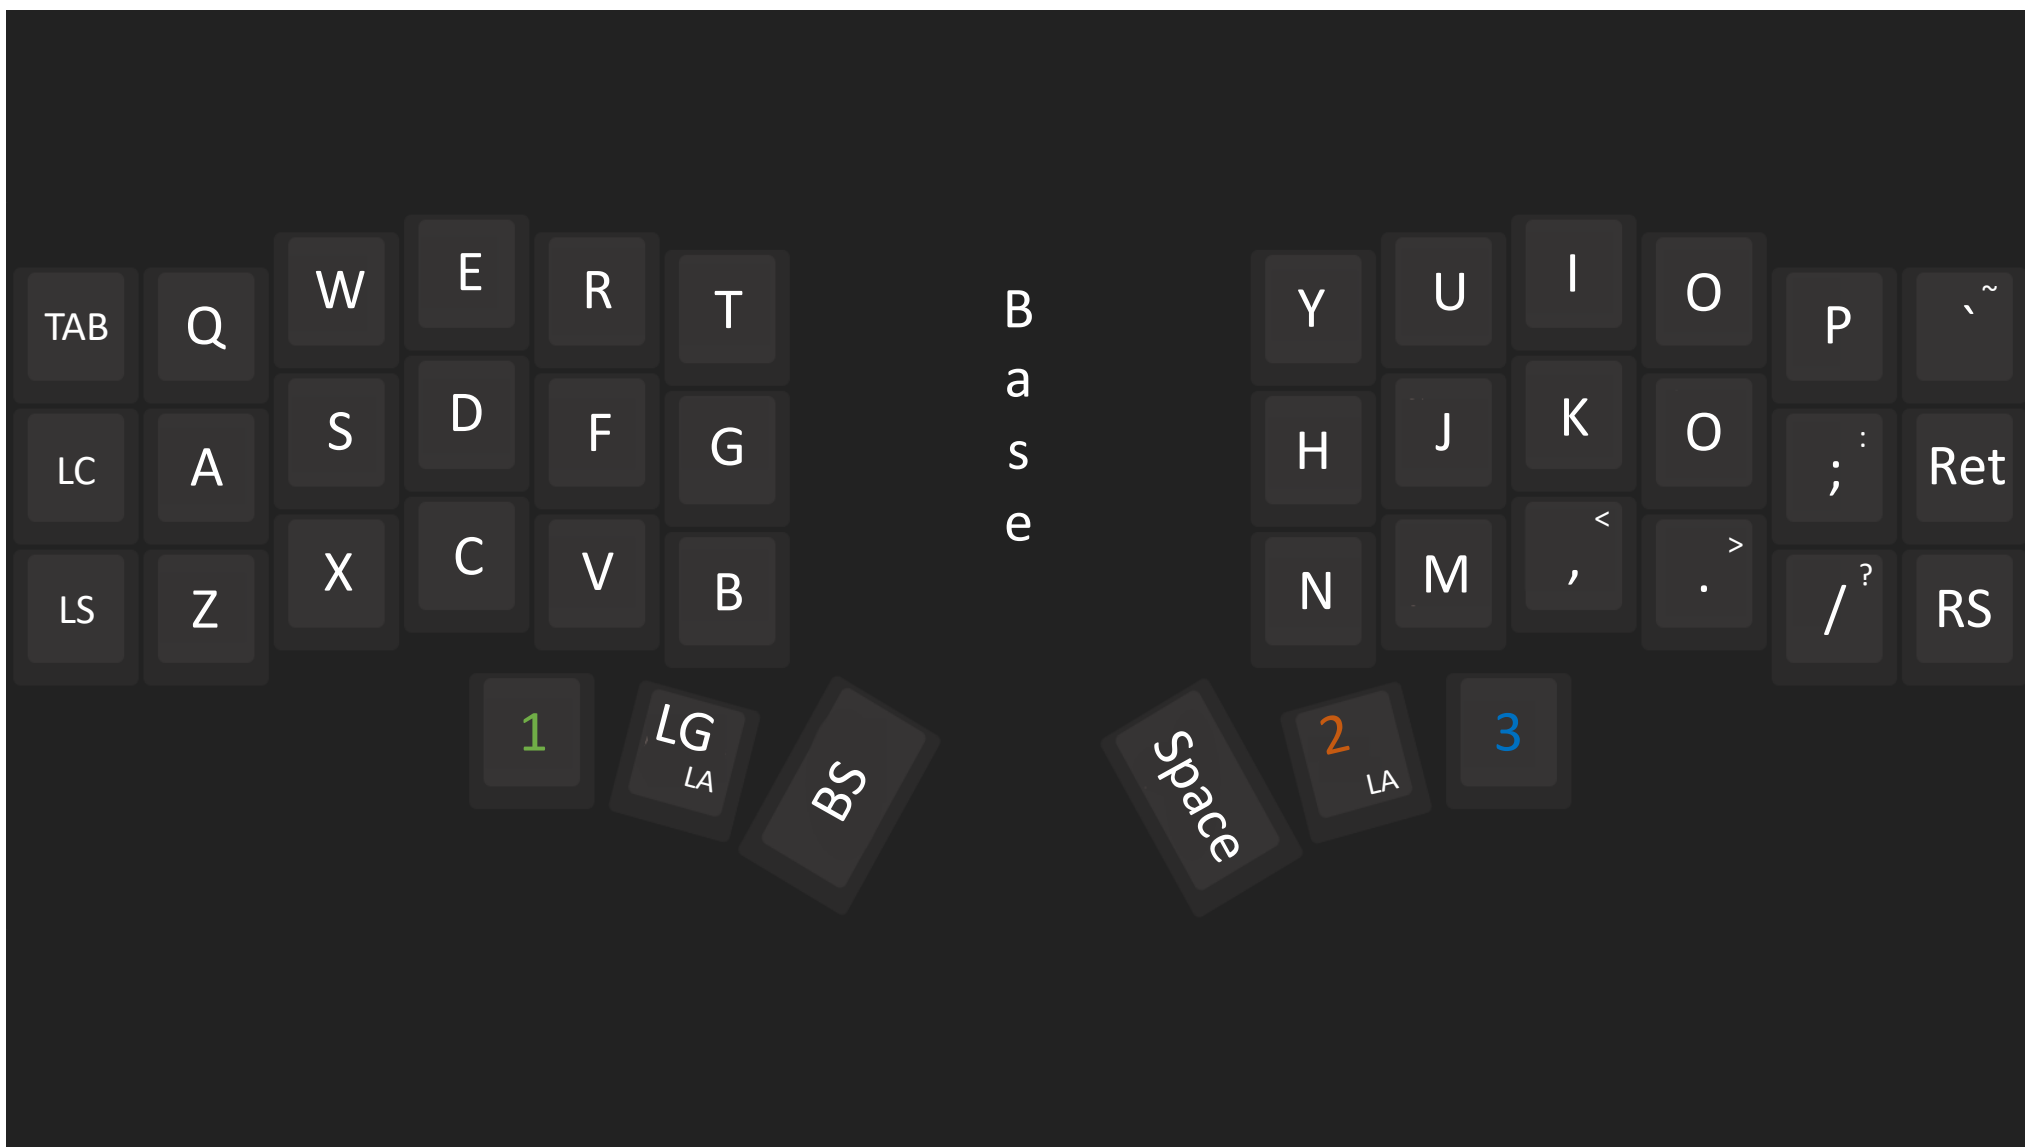 TAB Q W E R T
LC A S D F G
LS Z X C V B
1 LG LA BS
B
a
s
e
Y U I O P ` ~
H J K O ; : Ret
N M , < . > / ? RS
Space 2 LA 3